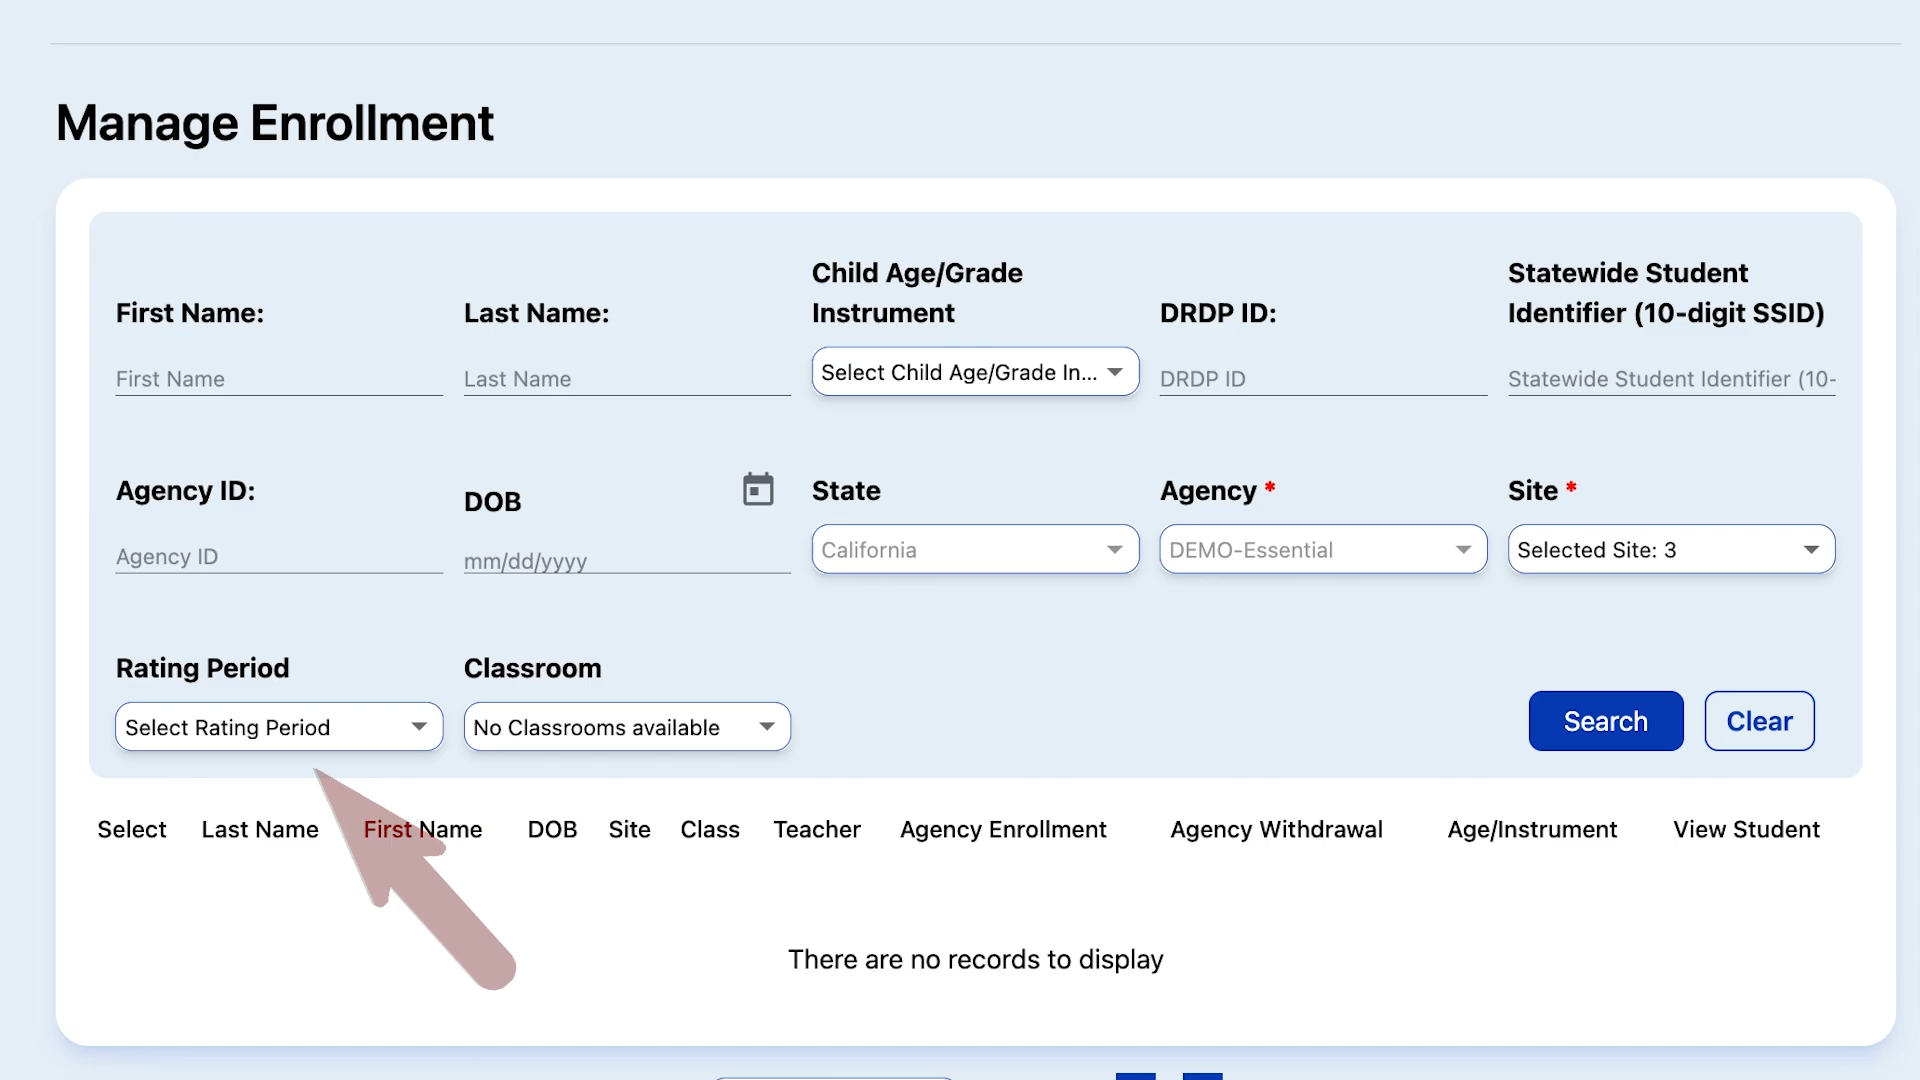 Manage Enrollment
First Name:
Last Name:
Child Age/Grade
Instrument
DRDP ID:
Statewide Student
Identifier (10-digit SSID)
First Name
Last Name
Select Child Age/Grade In...
DRDP ID
Statewide Student Identifier (10-
Agency ID:
DOB
State
Agency *
Site *
Agency ID
mm/dd/yyyy
California
DEMO-Essential
Selected Site: 3
Rating Period
Classroom
Select Rating Period
No Classrooms available
Search
Clear
Select
Last Name
First Name
DOB
Site
Class
Teacher
Agency Enrollment
Agency Withdrawal
Age/Instrument
View Student
There are no records to display